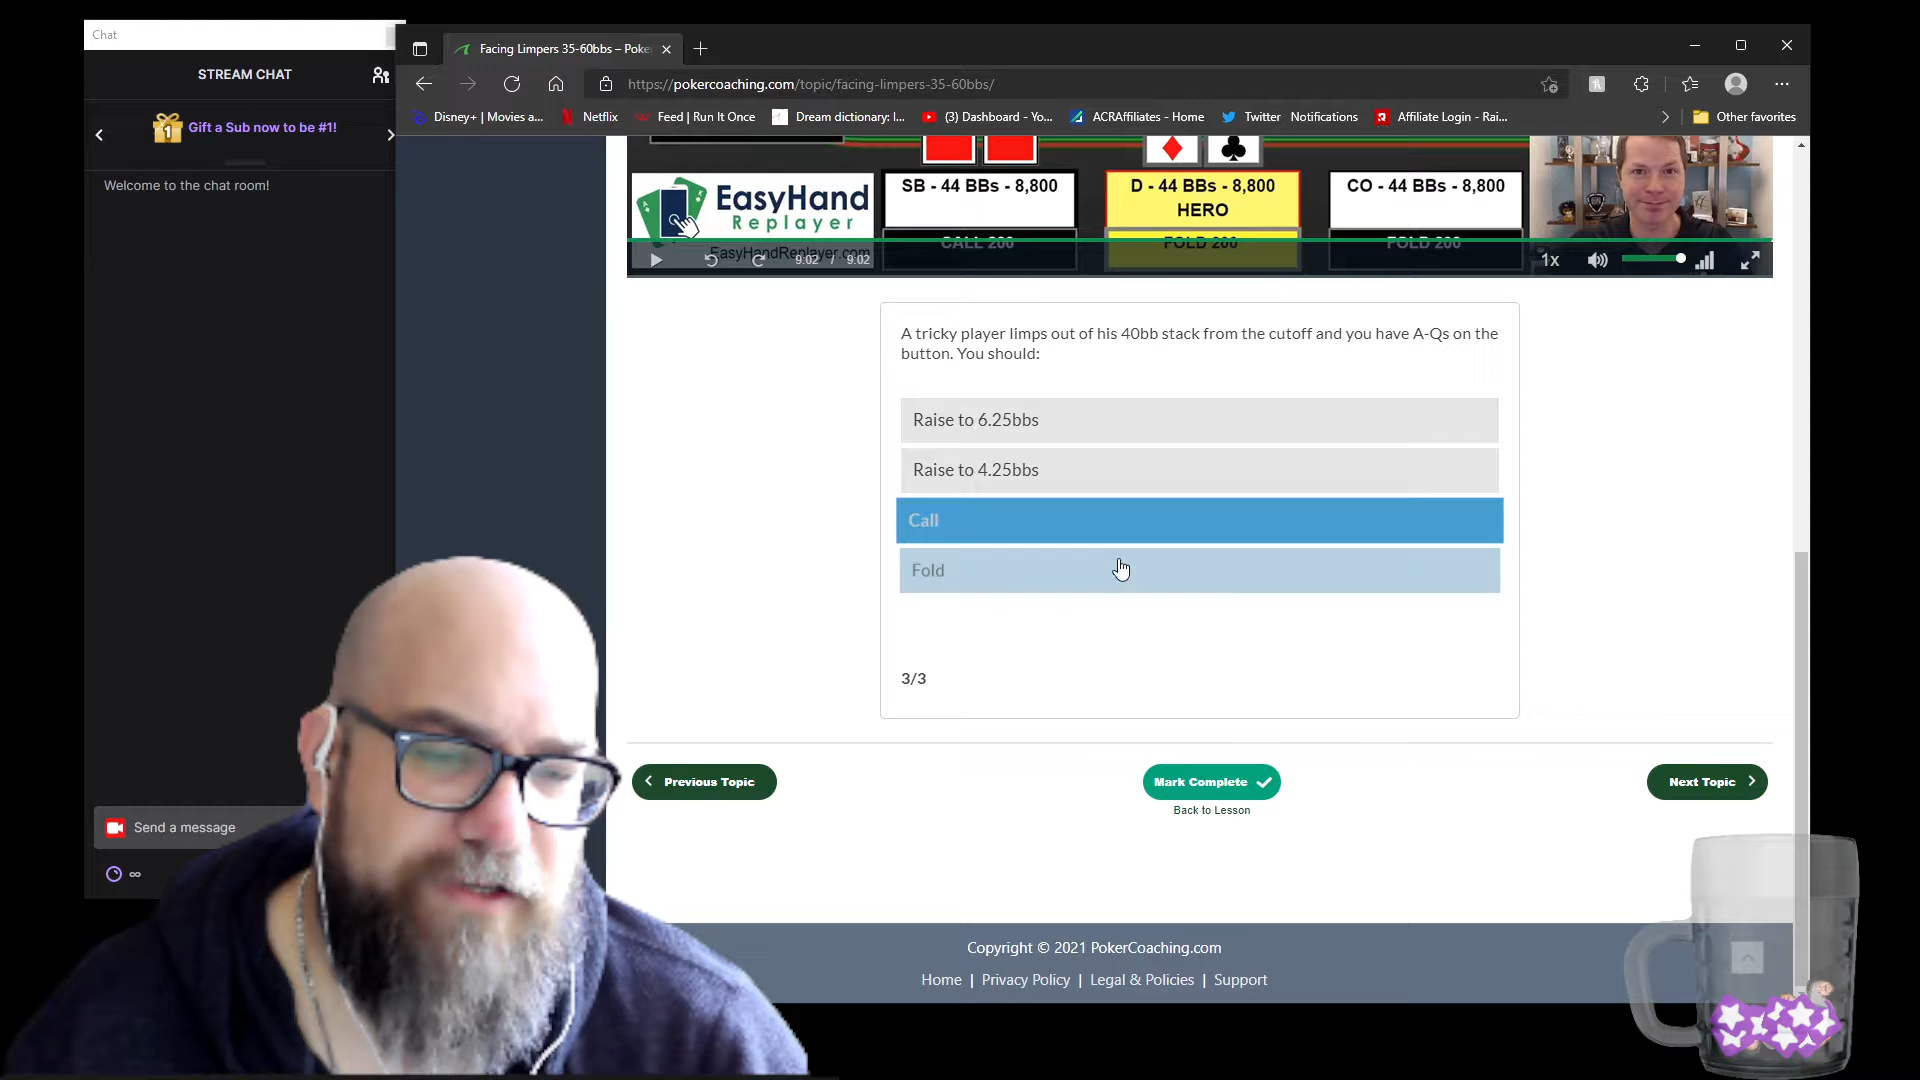 Chat
STREAM CHAT
1
Gift a Sub now to be #1!
Welcome to the chat room!
Send a message
∞
Facing Limpers 35-60bbs – Poke
https://pokercoaching.com/topic/facing-limpers-35-60bbs/
Disney+ | Movies a...
Netflix
Feed | Run It Once
Dream dictionary: l...
(3) Dashboard - Yo...
ACRAffiliates - Home
Twitter
Notifications
Affiliate Login - Rai...
Other favorites
EasyHand
Replayer
EasyHandReplayer.com
SB - 44 BBs - 8,800
CALL 200
D - 44 BBs - 8,800
HERO
FOLD 200
CO - 44 BBs - 8,800
FOLD 200
9:02 / 9:02
1x
A tricky player limps out of his 40bb stack from the cutoff and you have A-Qs on the
button. You should:
Raise to 6.25bbs
Raise to 4.25bbs
Call
Fold
3/3
Previous Topic
Mark Complete
Back to Lesson
Next Topic
Copyright © 2021 PokerCoaching.com
Home | Privacy Policy | Legal & Policies | Support